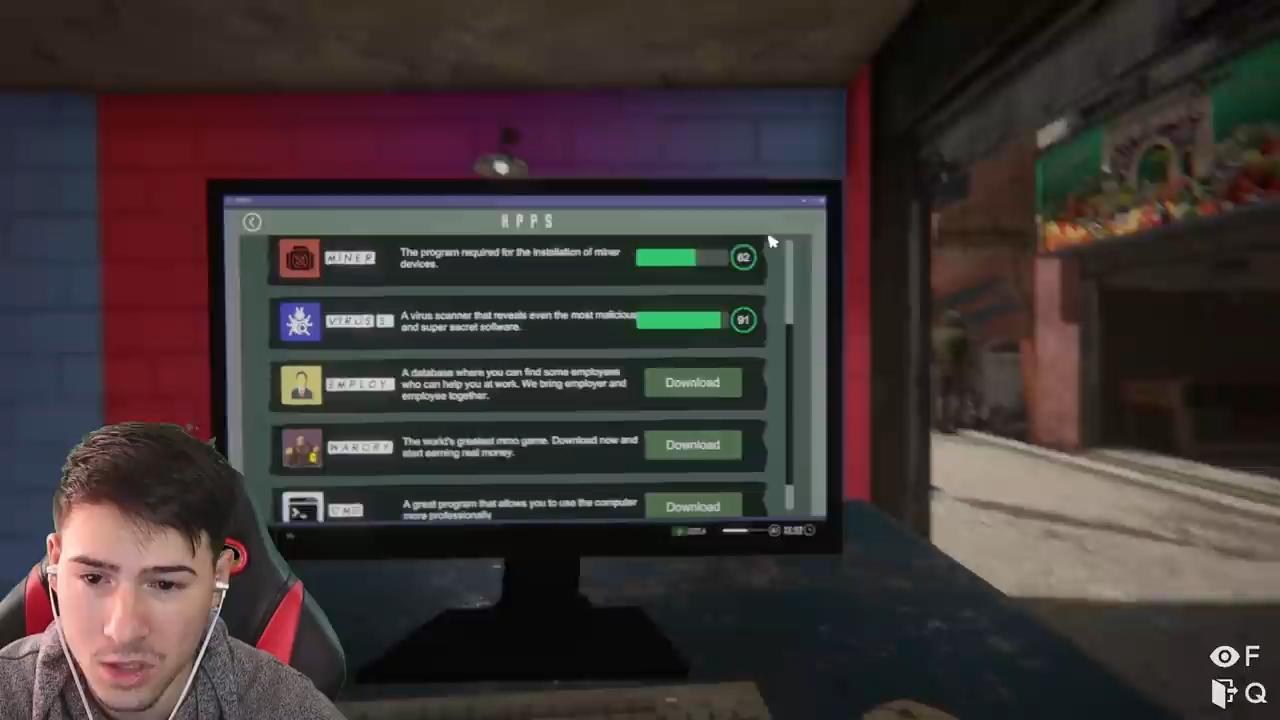 APPS
MINER
The program required for the installation of miner
devices.
62
VIRUS S
A virus scanner that reveals even the most malicious
and super secret software.
91
EMPLOY
A database where you can find some employees
who can help you at work. We bring employer and
employee together.
Download
WARDRY
The world's greatest mmo game. Download now and
start earning real money.
Download
CMD
A great program that allows you to use the computer
more professionally
Download
F
Q